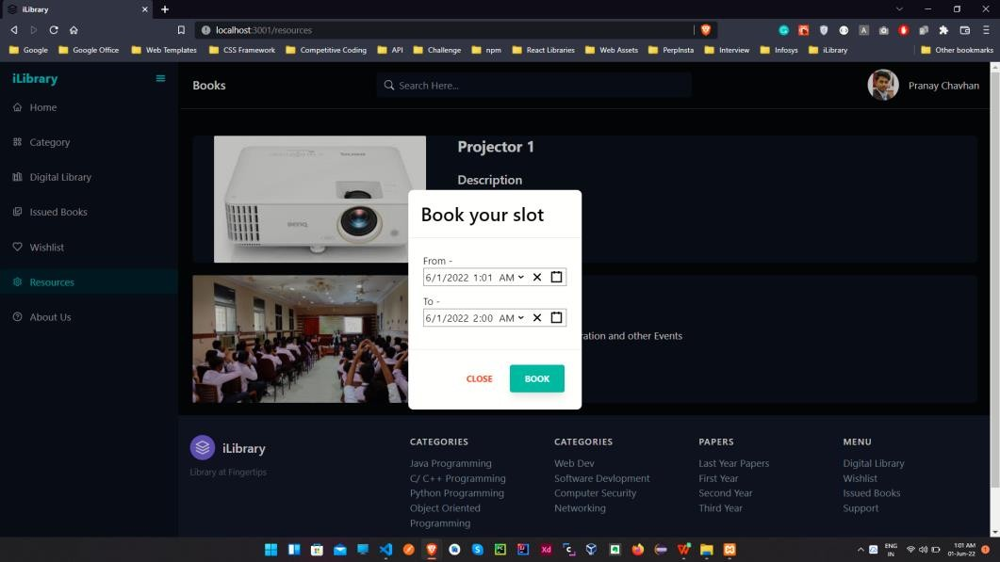 iLibrary
localhost:3001/resources
Google
Google Office
Web Templates
CSS Framework
Competitive Coding
API
Challenge
npm
React Libraries
Web Assets
PerpInsta
Interview
Infosys
iLibrary
Other bookmarks
iLibrary
Books
Search Here...
Pranay Chavhan
Home
Category
Digital Library
Issued Books
Wishlist
Resources
About Us
Projector 1
Description
BenQ
Book your slot
From -
6/1/2022 1:01 AM
To -
6/1/2022 2:00 AM
ration and other Events
CLOSE
BOOK
iLibrary
Library at Fingertips
CATEGORIES
Java Programming
C/ C++ Programming
Python Programming
Object Oriented
Programming
CATEGORIES
Web Dev
Software Devlopment
Computer Security
Networking
PAPERS
Last Year Papers
First Year
Second Year
Third Year
MENU
Digital Library
Wishlist
Issued Books
Support
ENG
IN
1:01 AM
01-Jun-22